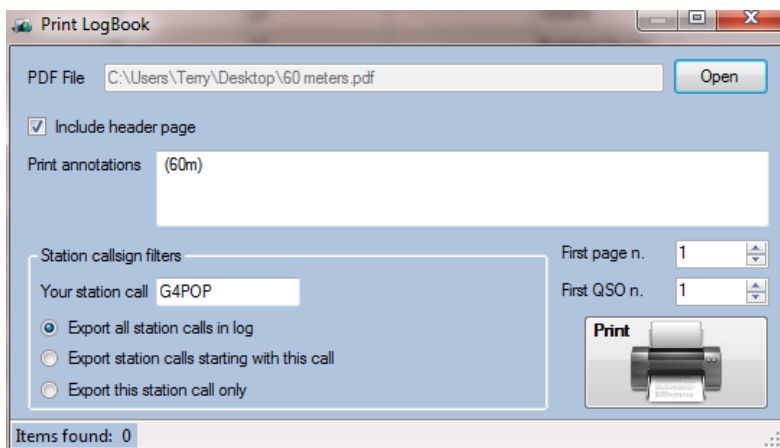 Print LogBook
PDF File C:\Users\Terry\Desktop\60 meters.pdf Open
Include header page
Print annotations (60m)
Station callsign filters
Your station call G4POP
Export all station calls in log
Export station calls starting with this call
Export this station call only
First page n. 1
First QSO n. 1
Print
Items found: 0